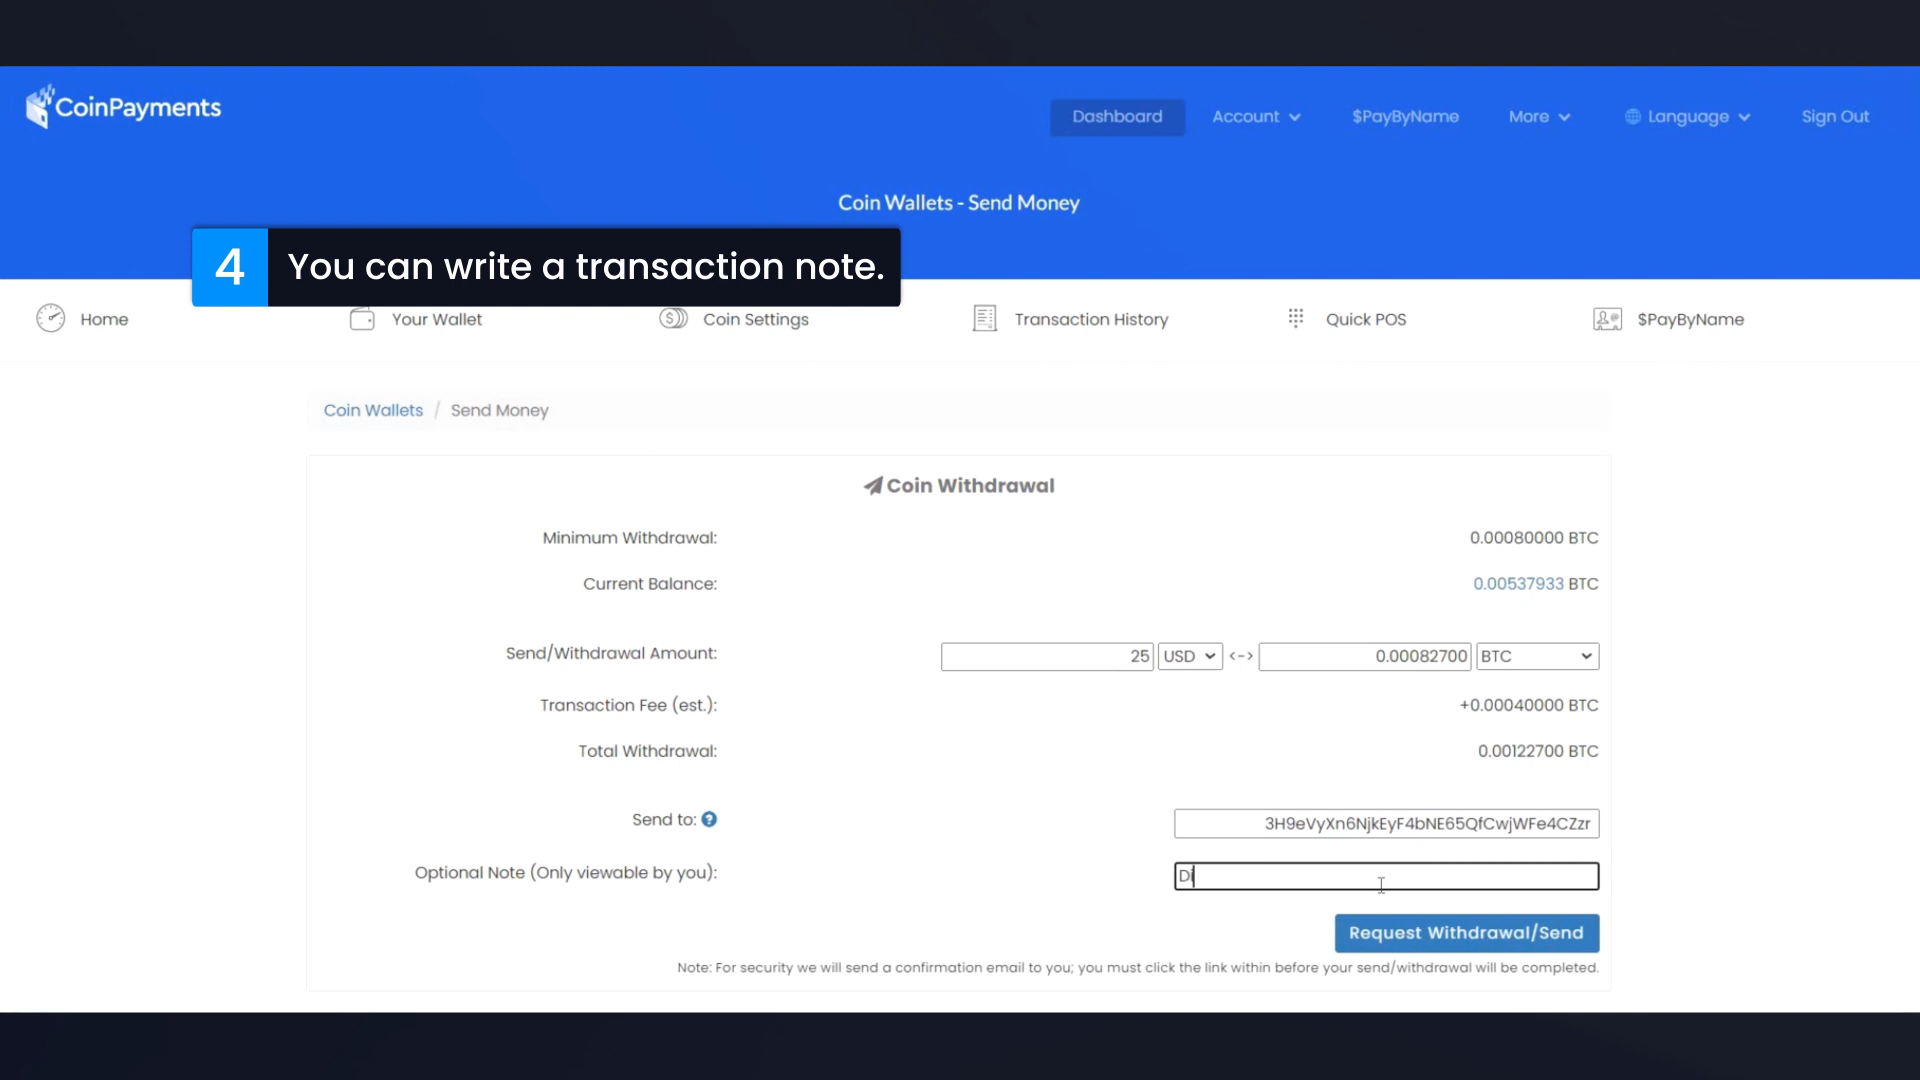 CoinPayments
Dashboard Account $PayByName More Language Sign Out
Coin Wallets - Send Money
4 You can write a transaction note.
Home Your Wallet Coin Settings Transaction History Quick POS $PayByName
Coin Wallets / Send Money
Coin Withdrawal
Minimum Withdrawal: 0.00080000 BTC
Current Balance: 0.00537933 BTC
Send/Withdrawal Amount: 25 USD <-> 0.00082700 BTC
Transaction Fee (est.): +0.00040000 BTC
Total Withdrawal: 0.00122700 BTC
Send to: ? 3H9eVyXn6NjkEyF4bNE65QfCwjWFe4CZzr
Optional Note (Only viewable by you): Di
Request Withdrawal/Send
Note: For security we will send a confirmation email to you; you must click the link within before your send/withdrawal will be completed.